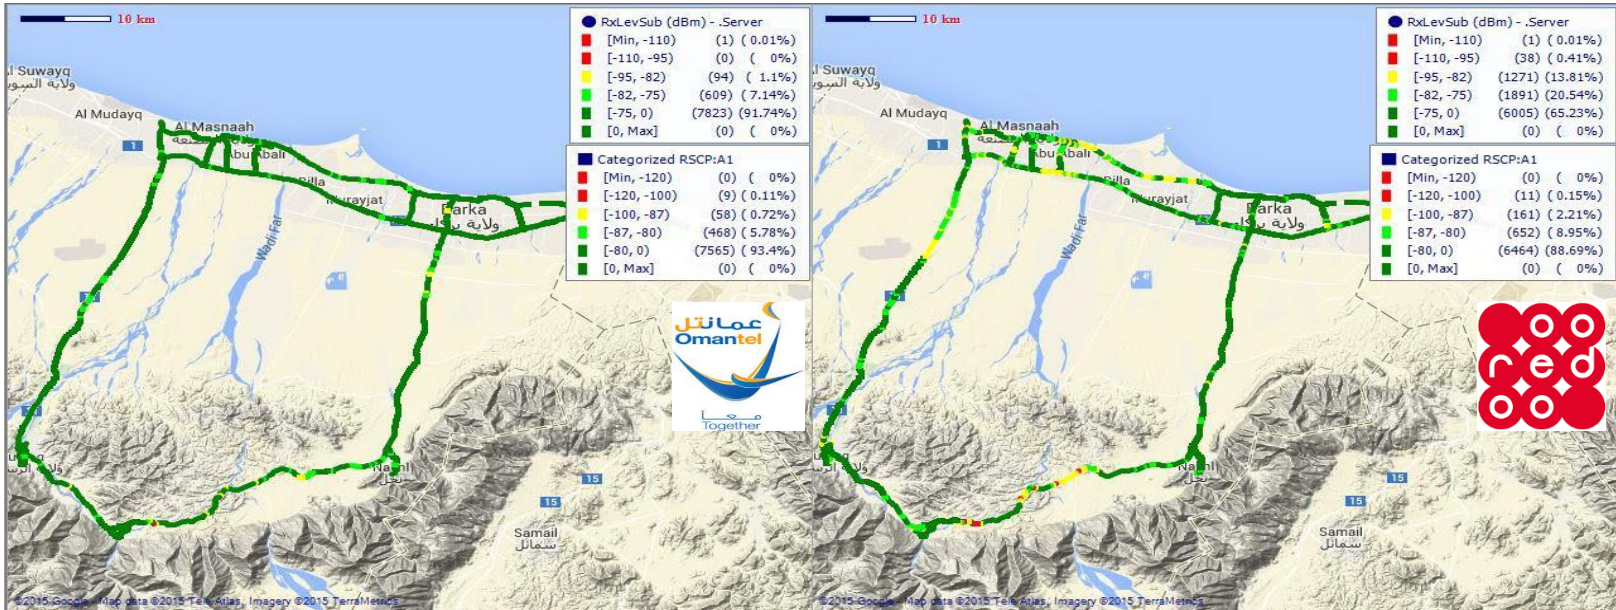 10 km
RxLevSub (dBm) - .Server
[Min, -110) (1) ( 0.01%)
[-110, -95) (0) ( 0%)
[-95, -82) (94) ( 1.1%)
[-82, -75) (609) ( 7.14%)
[-75, 0) (7823) (91.74%)
[0, Max] (0) ( 0%)
Categorized RSCP:A1
[Min, -120) (0) ( 0%)
[-120, -100) (9) ( 0.11%)
[-100, -87) (58) ( 0.72%)
[-87, -80) (468) ( 5.78%)
[-80, 0) (7565) ( 93.4%)
[0, Max] (0) ( 0%)
Al Suwayq
Al Mudayq
1
Al Masnaah
Abu Abali
Billa
Murayjat
Barka
ولاية بركاء
Wadi Far
Nakhl
نخل
15
15
Samail
سمائل
عمانتل
Omantel
معاً
Together
©2015 Google - Map data ©2015 Tele Atlas, Imagery ©2015 TerraMetrics
10 km
RxLevSub (dBm) - .Server
[Min, -110) (1) ( 0.01%)
[-110, -95) (38) ( 0.41%)
[-95, -82) (1271) (13.81%)
[-82, -75) (1891) (20.54%)
[-75, 0) (6005) (65.23%)
[0, Max] (0) ( 0%)
Categorized RSCP:A1
[Min, -120) (0) ( 0%)
[-120, -100) (11) ( 0.15%)
[-100, -87) (161) ( 2.21%)
[-87, -80) (652) ( 8.95%)
[-80, 0) (6464) (88.69%)
[0, Max] (0) ( 0%)
Al Suwayq
Al Mudayq
1
Al Masnaah
Abu Abali
Billa
Murayjat
Barka
ولاية بركاء
Wadi Far
Nakhl
نخل
15
15
Samail
سمائل
red
©2015 Google - Map data ©2015 Tele Atlas, Imagery ©2015 TerraMetrics